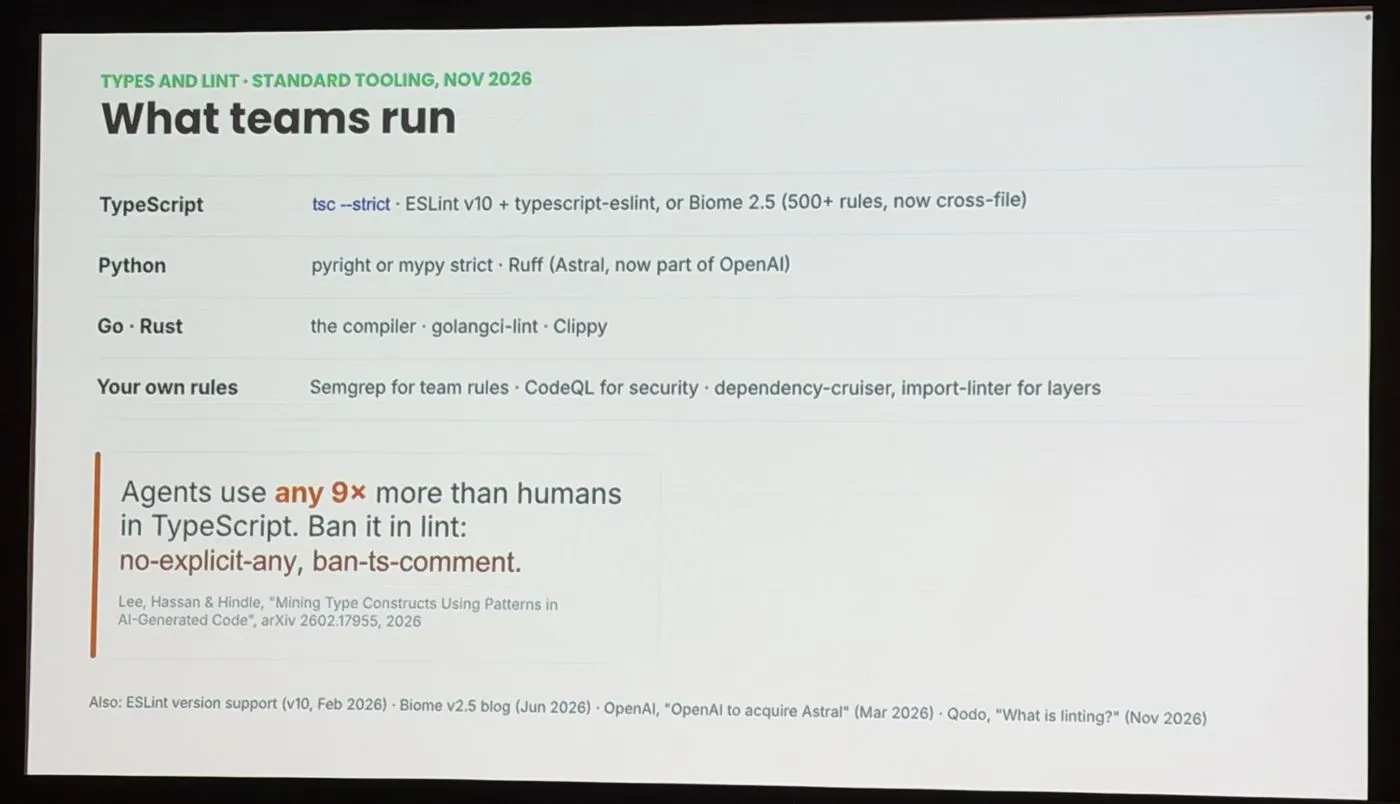 TYPES AND LINT · STANDARD TOOLING, NOV 2026
What teams run
TypeScript tsc --strict · ESLint v10 + typescript-eslint, or Biome 2.5 (500+ rules, now cross-file)
Python pyright or mypy strict · Ruff (Astral, now part of OpenAI)
Go · Rust the compiler · golangci-lint · Clippy
Your own rules Semgrep for team rules · CodeQL for security · dependency-cruiser, import-linter for layers
Agents use any 9× more than humans
in TypeScript. Ban it in lint:
no-explicit-any, ban-ts-comment.
Lee, Hassan & Hindle, "Mining Type Constructs Using Patterns in
AI-Generated Code", arXiv 2602.17955, 2026
Also: ESLint version support (v10, Feb 2026) · Biome v2.5 blog (Jun 2026) · OpenAI, "OpenAI to acquire Astral" (Mar 2026) · Qodo, "What is linting?" (Nov 2026)